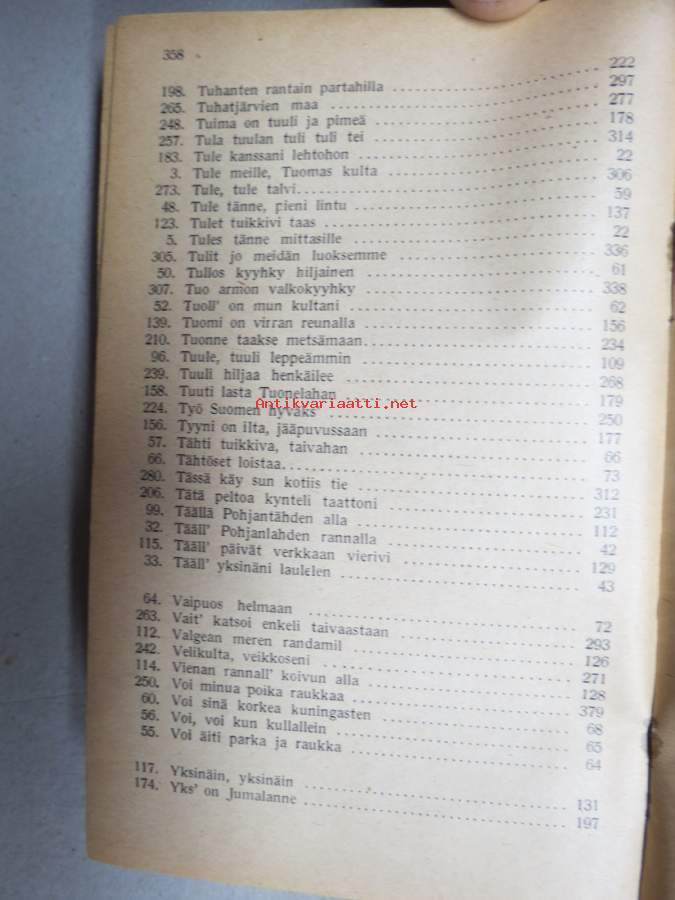 358
198. Tuhanten rantain partahilla ........ 222
265. Tuhatjärvien maa ........ 297
248. Tuima on tuuli ja pimeä ........ 277
257. Tula tuulan tuli tuli tei ........ 178
183. Tule kanssani lehtohon ........ 314
3. Tule meille, Tuomas kulta ........ 22
273. Tule, tule talvi ........ 306
48. Tule tänne, pieni lintu ........ 59
123. Tulet tuikkivi taas ........ 137
5. Tules tänne mittasille ........ 22
305. Tulit jo meidän luoksemme ........ 336
50. Tullos kyyhky hiljainen ........ 61
307. Tuo armon valkokyyhky ........ 338
52. Tuoll' on mun kultani ........ 62
139. Tuomi on virran reunalla ........ 156
210. Tuonne taakse metsämaan ........ 234
96. Tuule, tuuli leppeämmin ........ 109
239. Tuuli hiljaa henkäilee ........ 268
158. Tuuti lasta Tuonelahan ........ 179
Antikvariaatti.net
224. Työ Suomen hyväks ........ 250
156. Tyyni on ilta, jääpuvussaan ........ 177
57. Tähti tuikkiva, taivahan ........ 66
66. Tähtöset loistaa ........ 73
280. Tässä käy sun kotiis tie ........ 312
206. Tätä peltoa kynteli taattoni ........ 231
99. Täällä Pohjantähden alla ........ 112
32. Tääll' Pohjanlahden rannalla ........ 42
115. Tääll' päivät verkkaan vierivi ........ 129
33. Tääll' yksinäni laulelen ........ 43
64. Vaipuos helmaan ........ 72
263. Vait' katsoi enkeli taivaastaan ........ 293
112. Valgean meren randamil ........ 126
242. Velikulta, veikkoseni ........ 271
114. Vienan rannall' koivun alla ........ 128
250. Voi minua poika raukkaa ........ 379
60. Voi sinä korkea kuningasten ........ 68
56. Voi, voi kun kullallein ........ 65
55. Voi äiti parka ja raukka ........ 64
117. Yksinäin, yksinäin ........ 131
174. Yks' on Jumalanne ........ 197